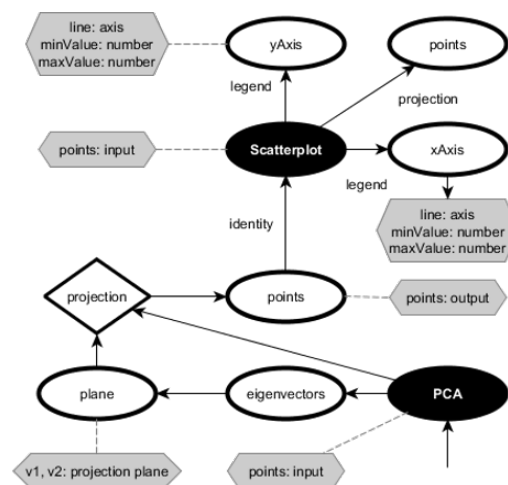 line: axis
minValue: number
maxValue: number
yAxis
points
legend
projection
points: input
Scatterplot
xAxis
legend
identity
line: axis
minValue: number
maxValue: number
projection
points
points: output
plane
eigenvectors
PCA
v1, v2: projection plane
points: input